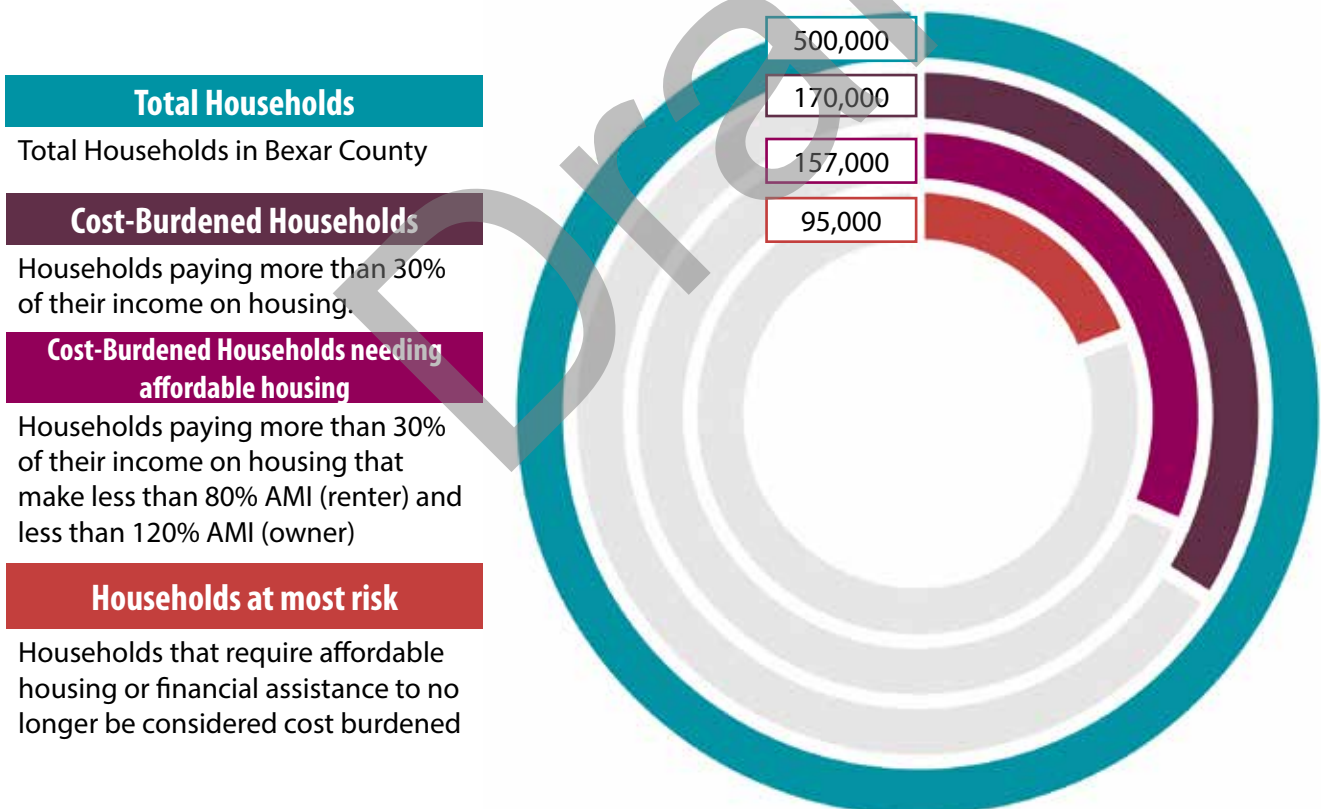 Total Households
Total Households in Bexar County
Cost-Burdened Households
Households paying more than 30%
of their income on housing.
Cost-Burdened Households needing
affordable housing
Households paying more than 30%
of their income on housing that
make less than 80% AMI (renter) and
less than 120% AMI (owner)
Households at most risk
Households that require affordable
housing or financial assistance to no
longer be considered cost burdened
500,000
170,000
157,000
95,000